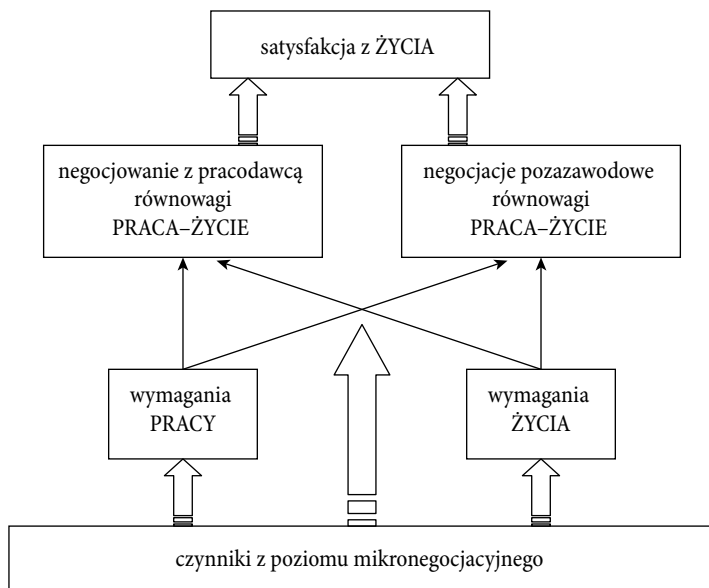 satysfakcja z ŻYCIA
negocjowanie z pracodawcą
równowagi
PRACA–ŻYCIE
negocjacje pozazawodowe
równowagi
PRACA–ŻYCIE
wymagania
PRACY
wymagania
ŻYCIA
czynniki z poziomu mikronegocjacyjnego